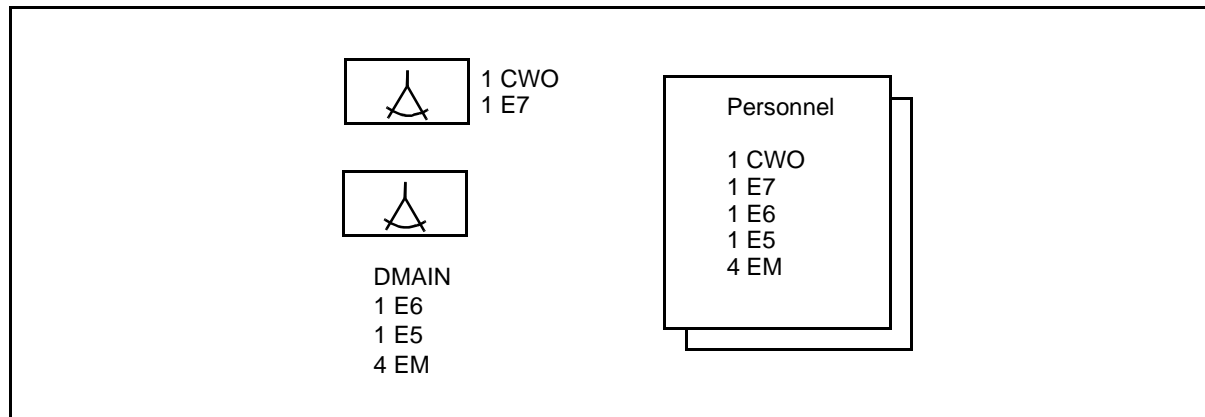 1 CWO
1 E7
DMAIN
1 E6
1 E5
4 EM
Personnel
1 CWO
1 E7
1 E6
1 E5
4 EM